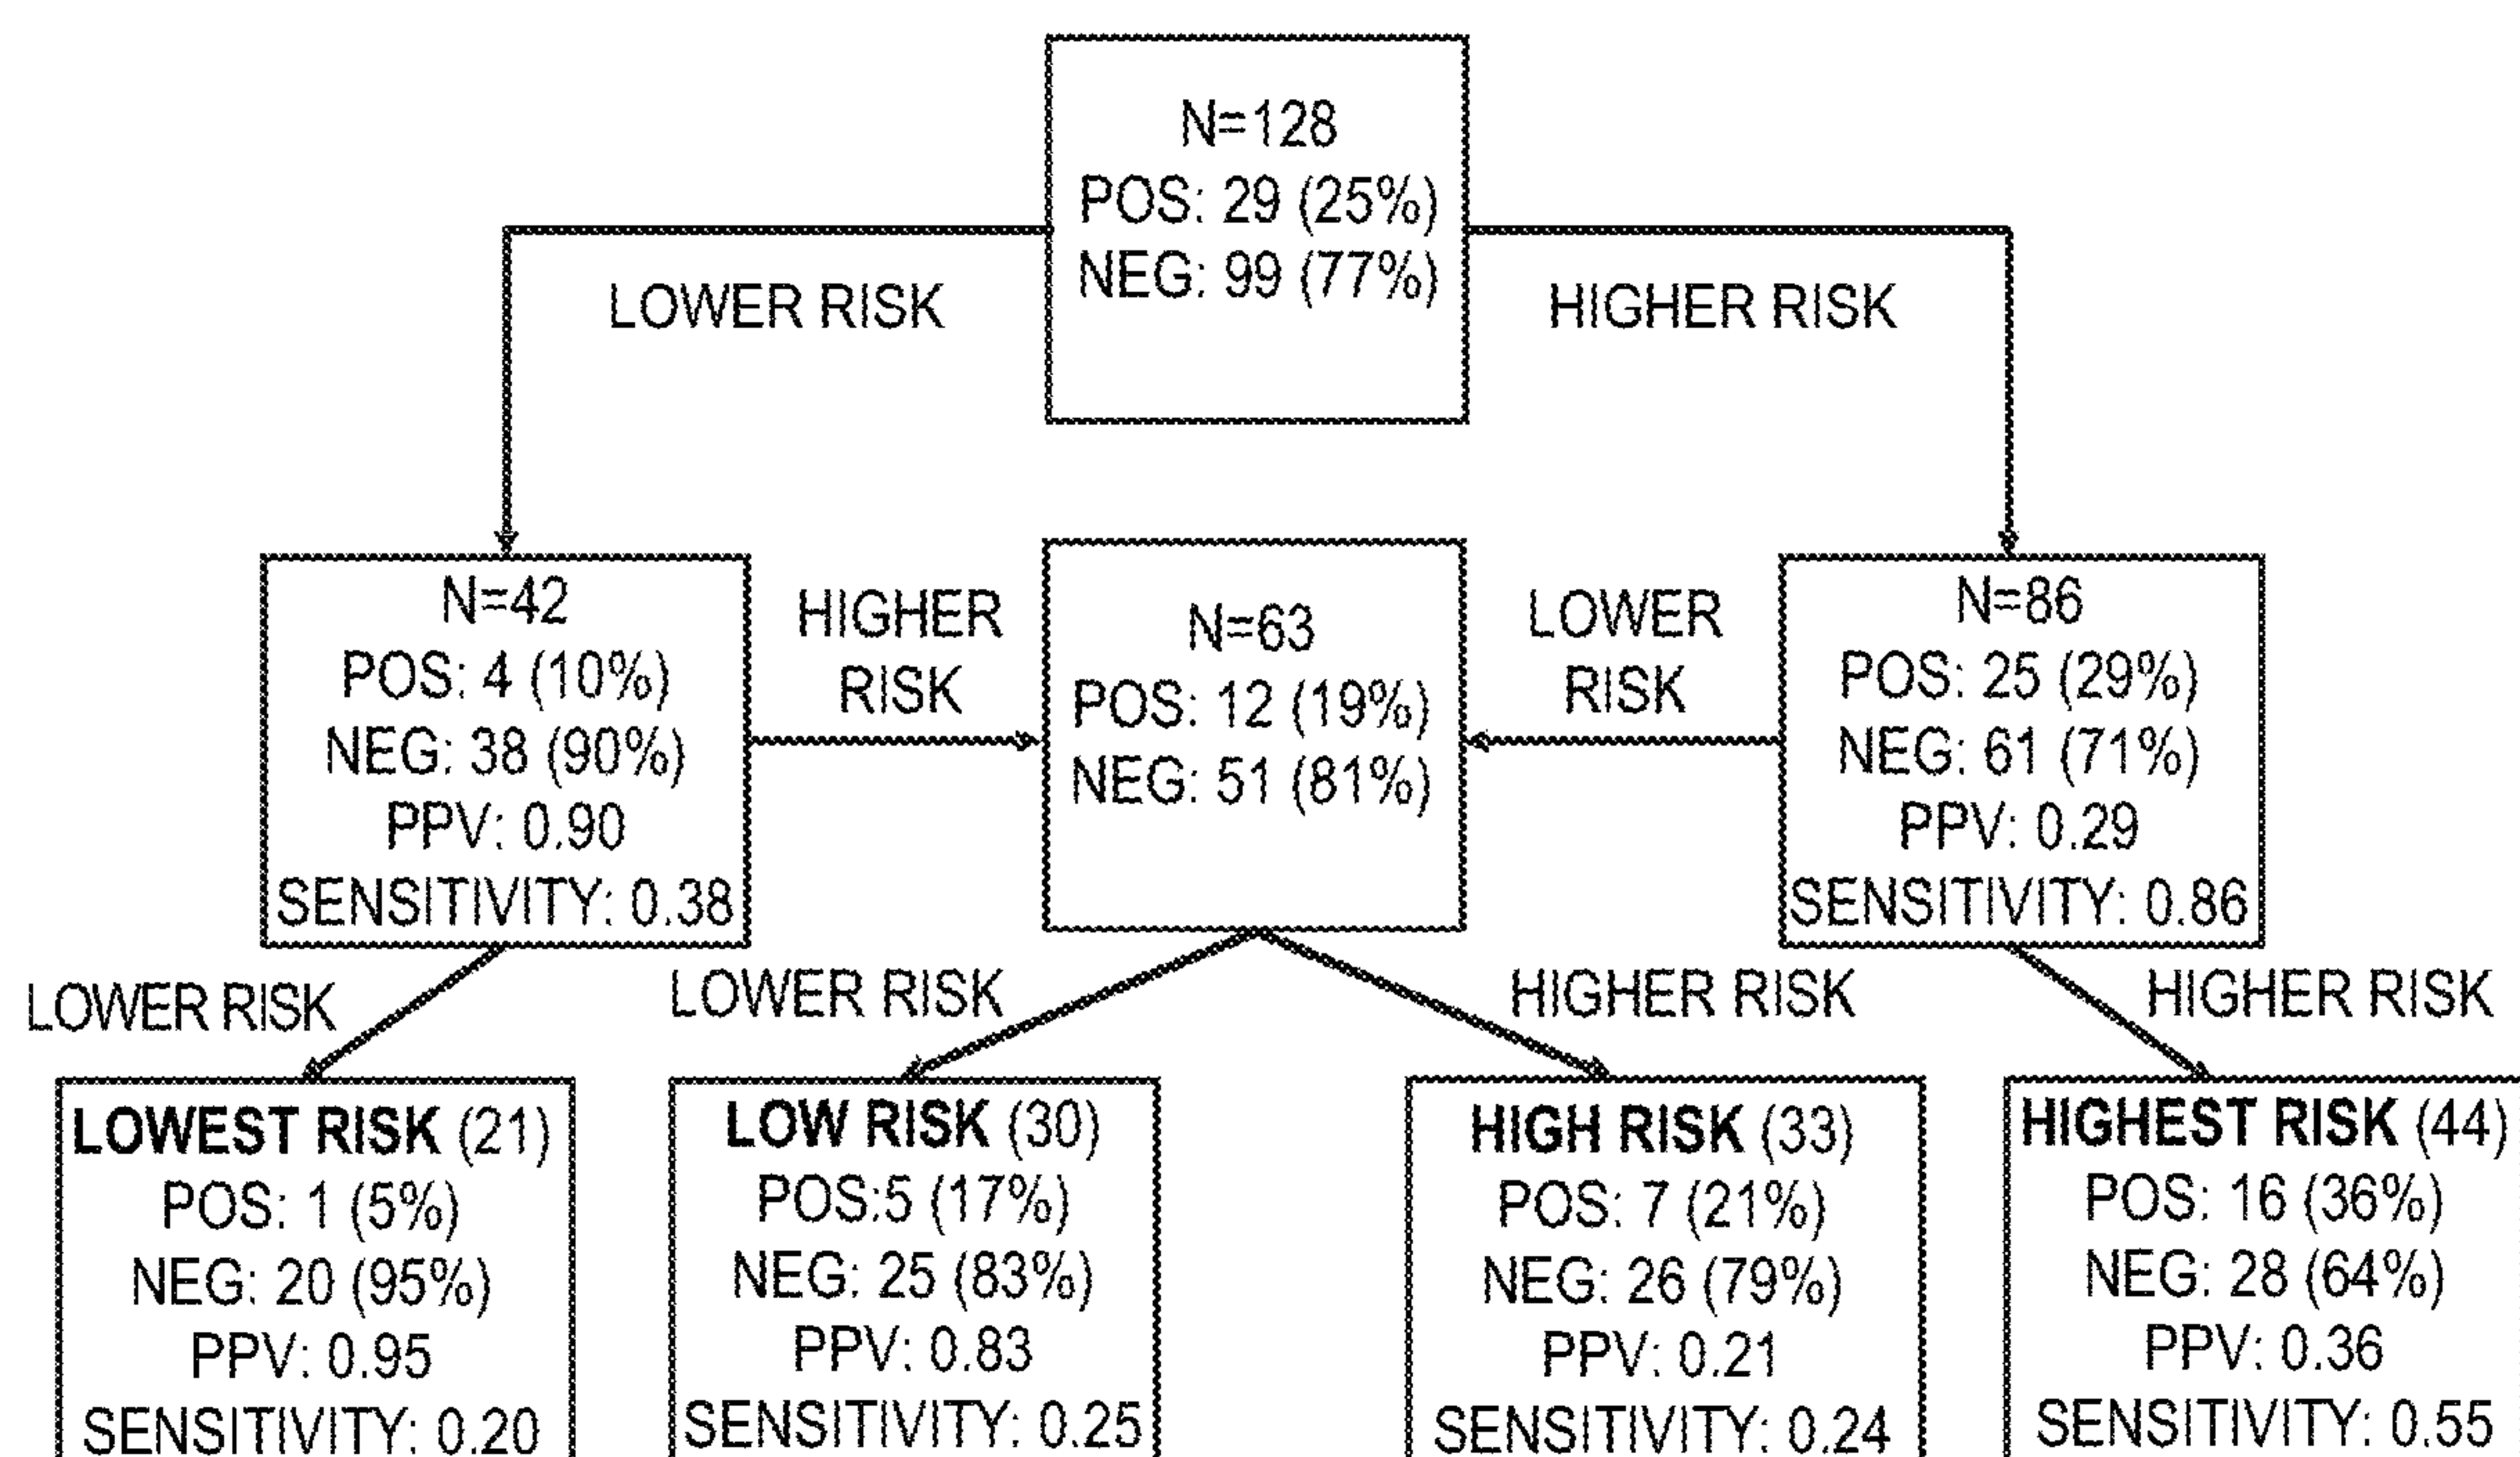 N=128
POS: 29 (25%)
NEG: 99 (77%)
LOWER RISK
HIGHER RISK
N=42
POS: 4 (10%)
NEG: 38 (90%)
PPV: 0.90
SENSITIVITY: 0.38
HIGHER
RISK
N=63
POS: 12 (19%)
NEG: 51 (81%)
LOWER
RISK
N=86
POS: 25 (29%)
NEG: 61 (71%)
PPV: 0.29
SENSITIVITY: 0.86
LOWER RISK
LOWER RISK
HIGHER RISK
HIGHER RISK
LOWEST RISK (21)
POS: 1 (5%)
NEG: 20 (95%)
PPV: 0.95
SENSITIVITY: 0.20
LOW RISK (30)
POS:5 (17%)
NEG: 25 (83%)
PPV: 0.83
SENSITIVITY: 0.25
HIGH RISK (33)
POS: 7 (21%)
NEG: 26 (79%)
PPV: 0.21
SENSITIVITY: 0.24
HIGHEST RISK (44)
POS: 16 (36%)
NEG: 28 (64%)
PPV: 0.36
SENSITIVITY: 0.55